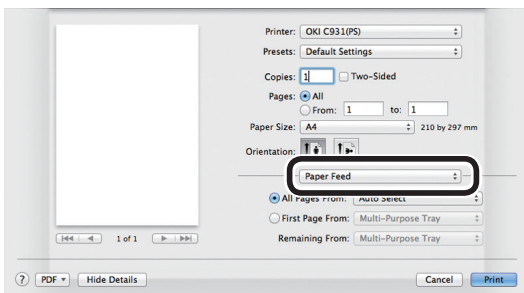 Printer: OKI C931(PS)
Presets: Default Settings
Copies: 1 Two-Sided
Pages: All
From: 1 to: 1
Paper Size: A4 210 by 297 mm
Orientation:
Paper Feed
All Pages From: Auto Select
First Page From: Multi-Purpose Tray
1 of 1 Remaining From: Multi-Purpose Tray
? PDF Hide Details Cancel Print